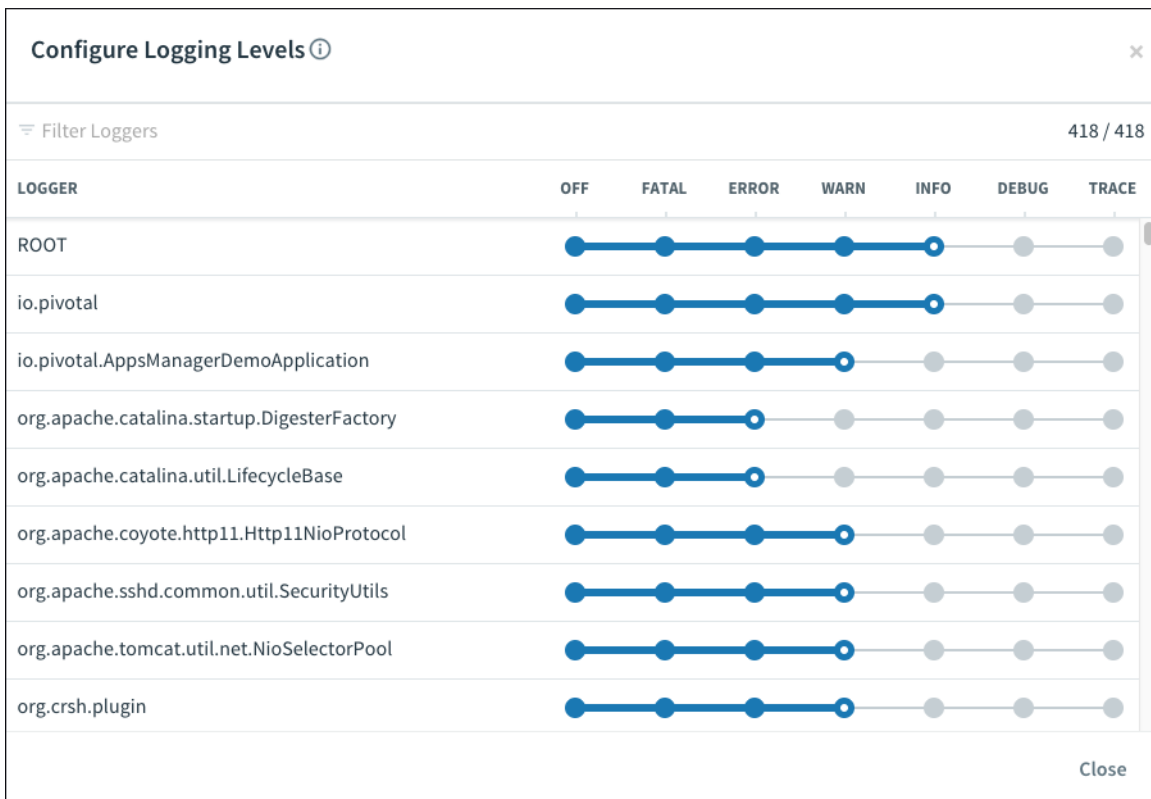 Configure Logging Levels
×
Filter Loggers 418 / 418
LOGGER OFF FATAL ERROR WARN INFO DEBUG TRACE
ROOT
io.pivotal
io.pivotal.AppsManagerDemoApplication
org.apache.catalina.startup.DigesterFactory
org.apache.catalina.util.LifecycleBase
org.apache.coyote.http11.Http11NioProtocol
org.apache.sshd.common.util.SecurityUtils
org.apache.tomcat.util.net.NioSelectorPool
org.crsh.plugin
Close